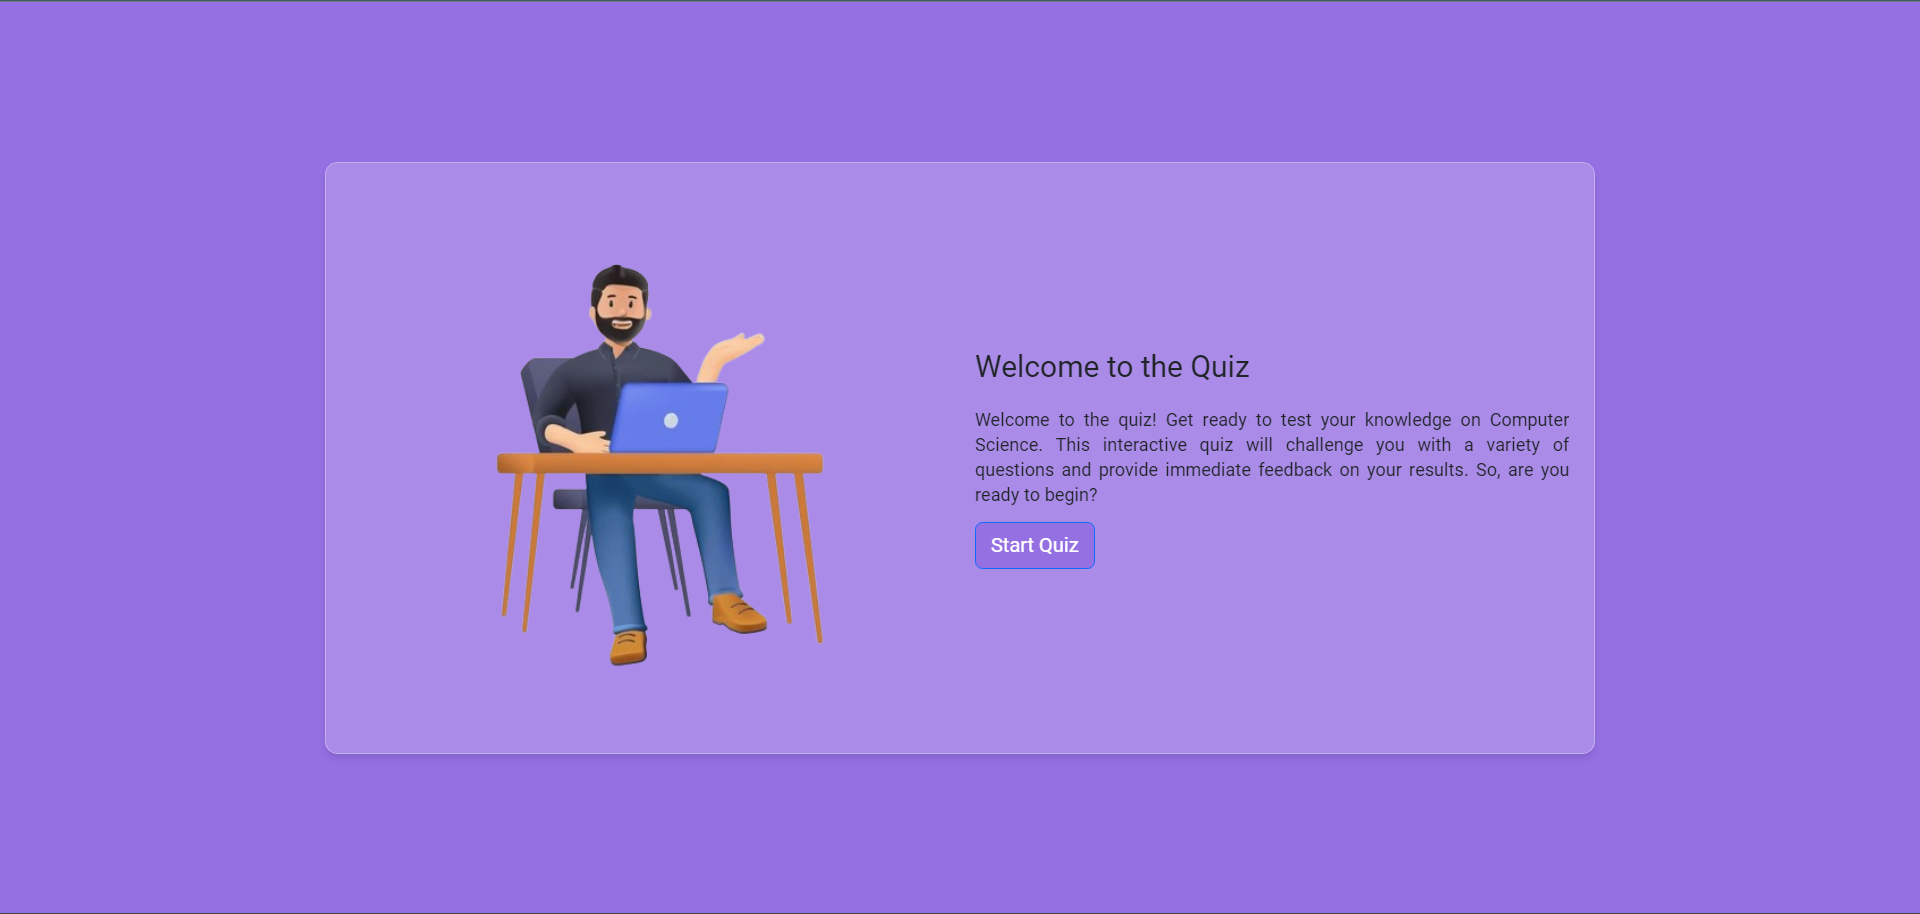 Welcome to the Quiz
Welcome to the quiz! Get ready to test your knowledge on Computer
Science. This interactive quiz will challenge you with a variety of
questions and provide immediate feedback on your results. So, are you
ready to begin?
Start Quiz